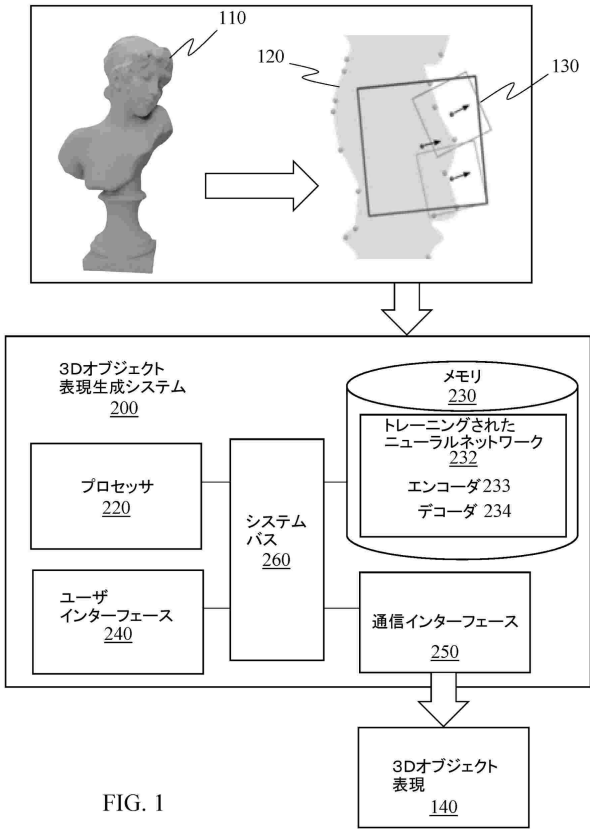 110
120
130
3Dオブジェクト
表現生成システム
200
メモリ
230
トレーニングされた
ニューラルネットワーク
232
エンコーダ233
デコーダ 234
プロセッサ
220
システム
バス
260
ユーザ
インターフェース
240
通信インターフェース
250
3Dオブジェクト
表現
140
FIG. 1